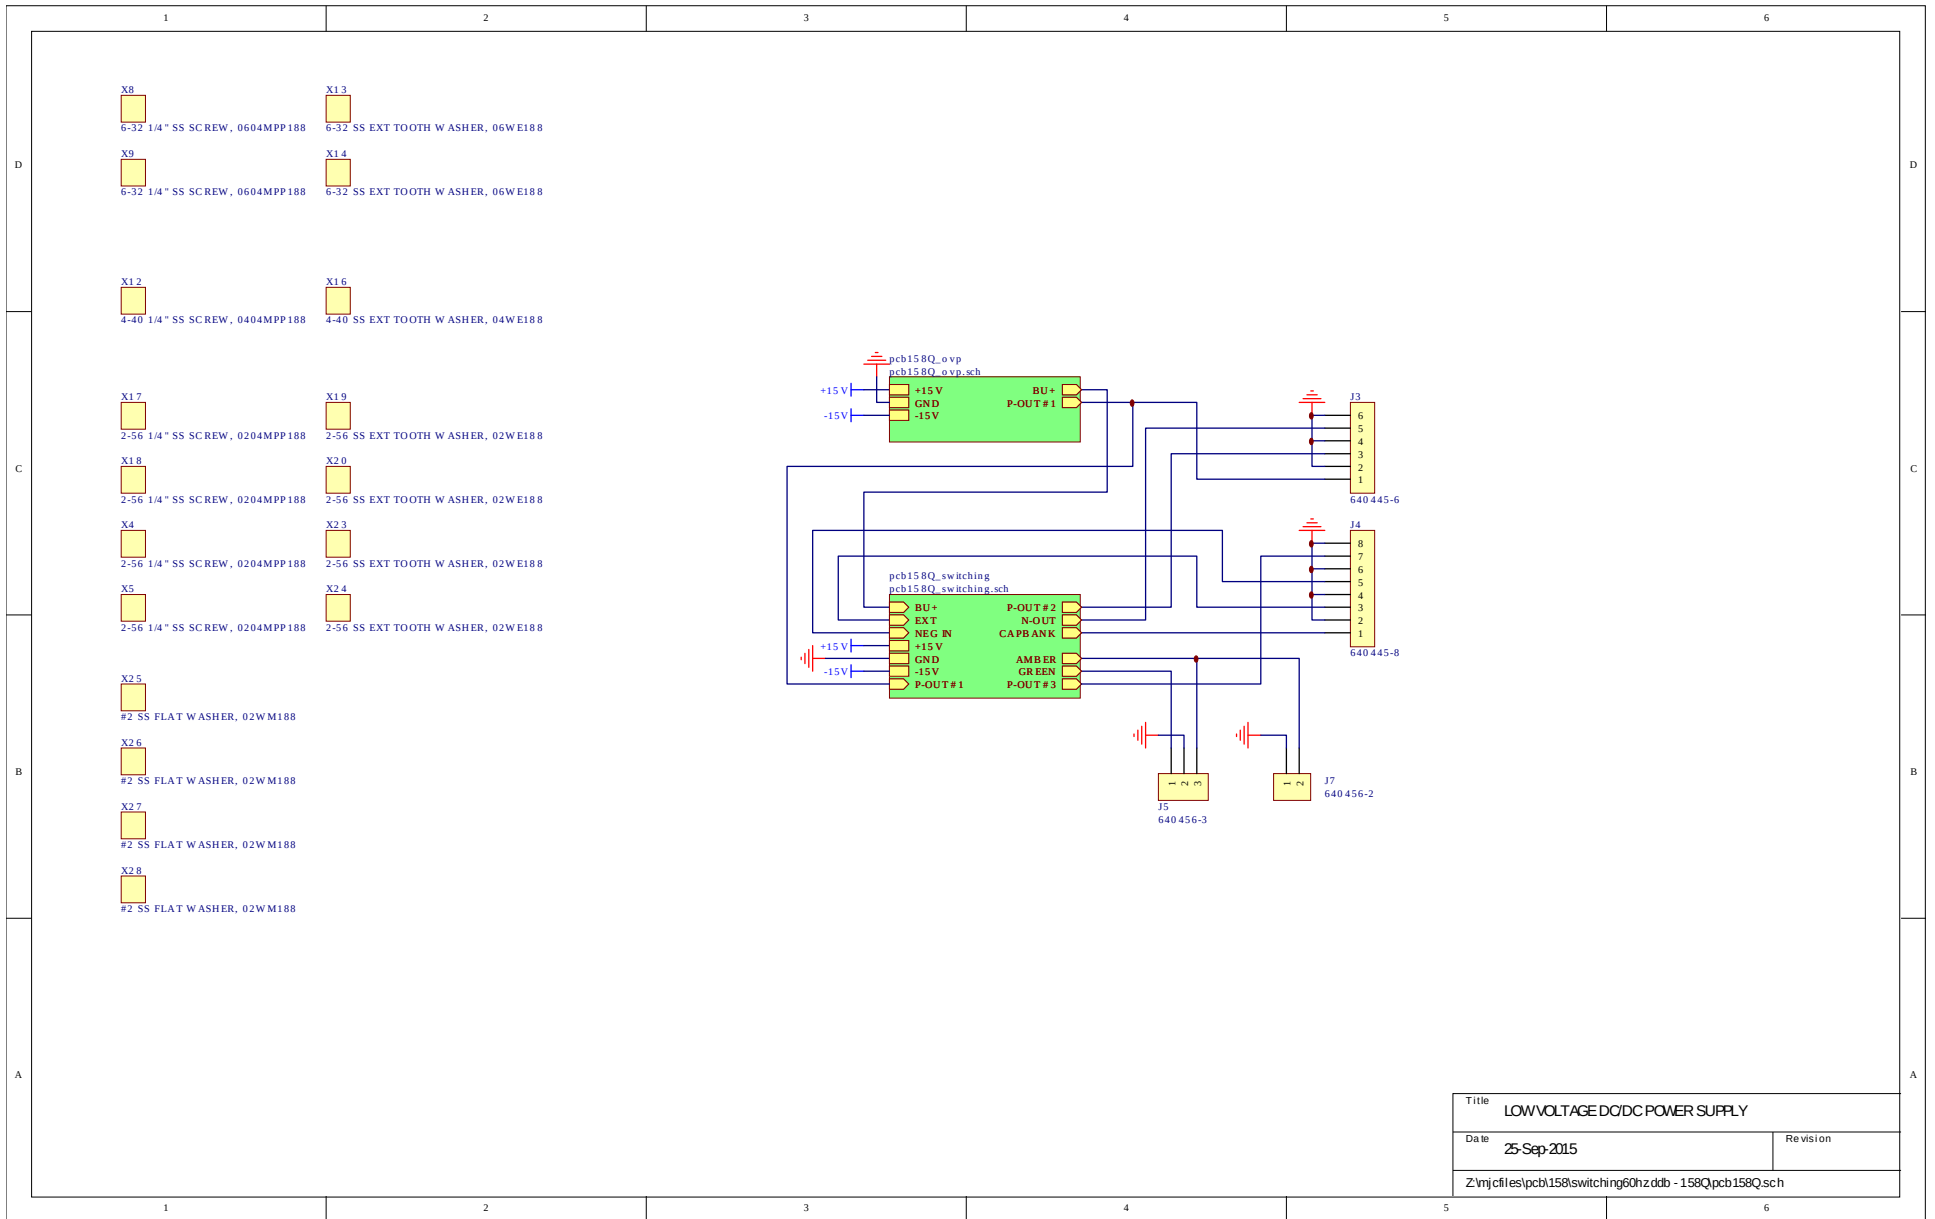 1 2 3 4 5 6
D D
C C
B B
A A
X8
6-32 1/4" SS SCREW, 0604MPP188
X13
6-32 SS EXT TOOTH WASHER, 06WE188
X9
6-32 1/4" SS SCREW, 0604MPP188
X14
6-32 SS EXT TOOTH WASHER, 06WE188
X12
4-40 1/4" SS SCREW, 0404MPP188
X16
4-40 SS EXT TOOTH WASHER, 04WE188
X17
2-56 1/4" SS SCREW, 0204MPP188
X19
2-56 SS EXT TOOTH WASHER, 02WE188
X18
2-56 1/4" SS SCREW, 0204MPP188
X20
2-56 SS EXT TOOTH WASHER, 02WE188
X4
2-56 1/4" SS SCREW, 0204MPP188
X23
2-56 SS EXT TOOTH WASHER, 02WE188
X5
2-56 1/4" SS SCREW, 0204MPP188
X24
2-56 SS EXT TOOTH WASHER, 02WE188
X25
#2 SS FLAT WASHER, 02WM188
X26
#2 SS FLAT WASHER, 02WM188
X27
#2 SS FLAT WASHER, 02WM188
X28
#2 SS FLAT WASHER, 02WM188
pcb158Q_ovp
pcb158Q_ovp.sch
+15V +15V BU+
GND P-OUT#1
-15V -15V
J3
6
5
4
3
2
1
640445-6
J4
8
7
6
5
4
3
2
1
640445-8
pcb158Q_switching
pcb158Q_switching.sch
BU+ P-OUT#2
EXT N-OUT
NEG IN CAPBANK
+15V +15V
GND AMBER
-15V -15V GREEN
P-OUT#1 P-OUT#3
1 2 3
J5
640456-3
1 2
J7
640456-2
Title
LOW VOLTAGE DC/DC POWER SUPPLY
Date
25-Sep-2015
Revision
Z:\mjcfiles\pcb\158\switching60hz.ddb - 158Q\pcb158Q.sch
1 2 3 4 5 6